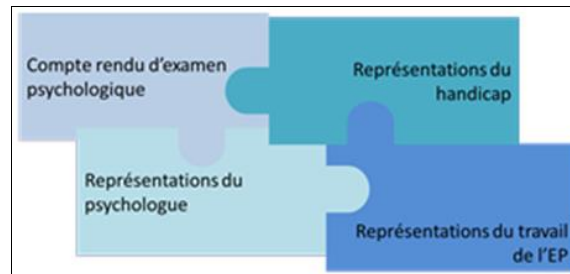 Compte rendu d'examen
psychologique
Représentations du
handicap
Représentations du
psychologue
Représentations du travail
de l'EP